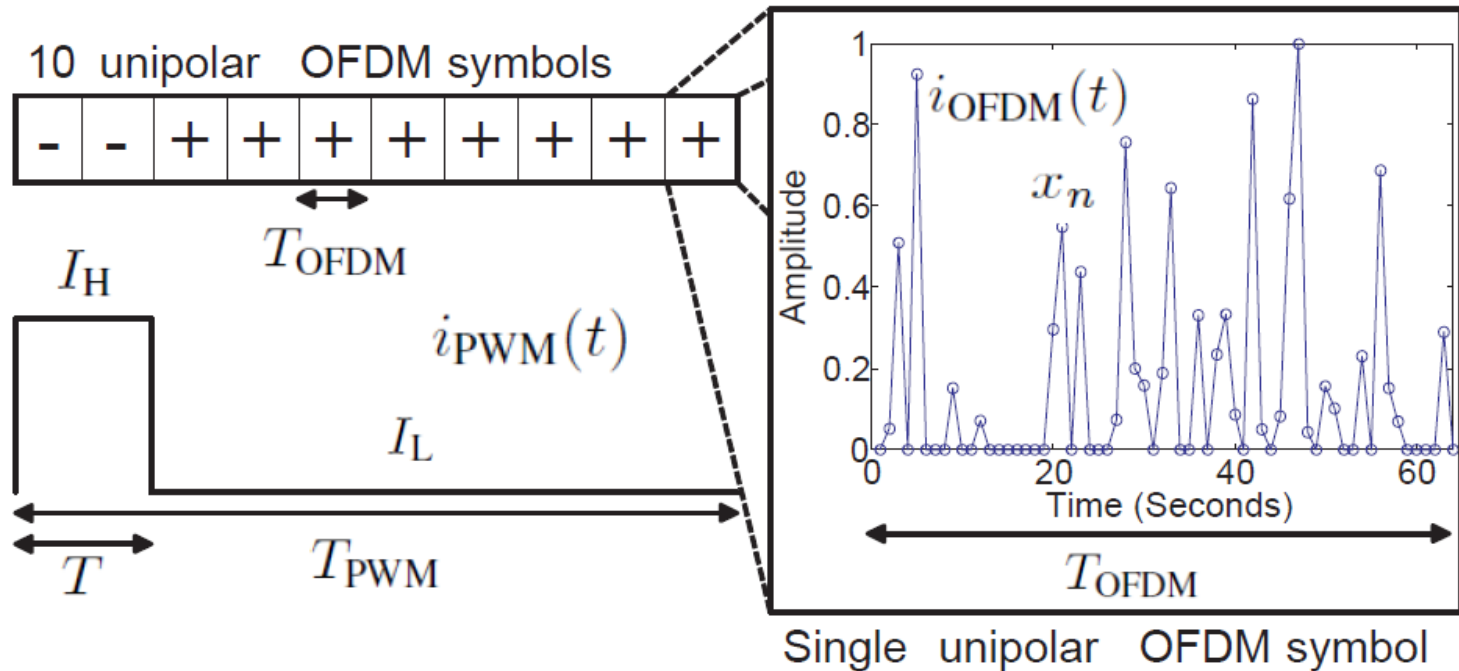 10 unipolar OFDM symbols
- - + + + + + + + +
T_OFDM
I_H
i_PWM(t)
I_L
T
T_PWM
1
0.8
0.6
0.4
0.2
0
Amplitude
i_OFDM(t)
x_n
0 20 40 60
Time (Seconds)
T_OFDM
Single unipolar OFDM symbol